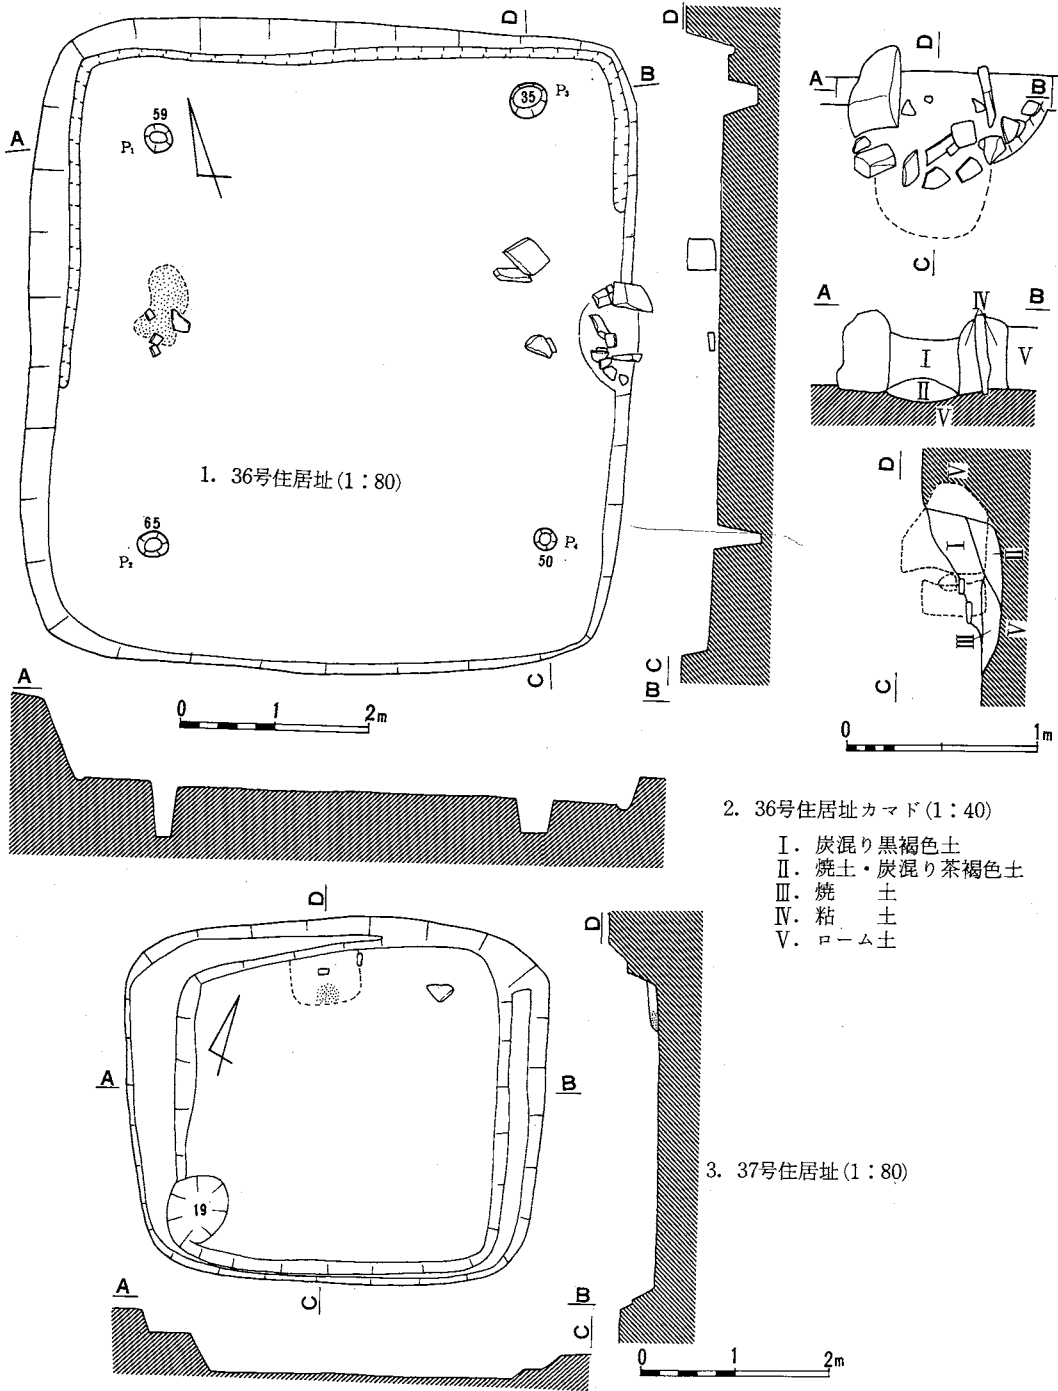 D
B
A
59
P₁
35
P₃
1. 36号住居址(1：80)
65
P₂
P₄
50
C
A
0 1 2m
D
C
B
D
A
B
C
A
Ⅳ
B
Ⅰ
Ⅴ
Ⅱ
Ⅴ
D
Ⅴ
Ⅰ
Ⅱ
Ⅲ
Ⅴ
C
0 1m
2. 36号住居址カマド(1：40)
Ⅰ. 炭混り黒褐色土
Ⅱ. 焼土・炭混り茶褐色土
Ⅲ. 焼　　土
Ⅳ. 粘　　土
Ⅴ. ローム土
D
A
B
19
C
A
B
D
C
3. 37号住居址(1：80)
0 1 2m